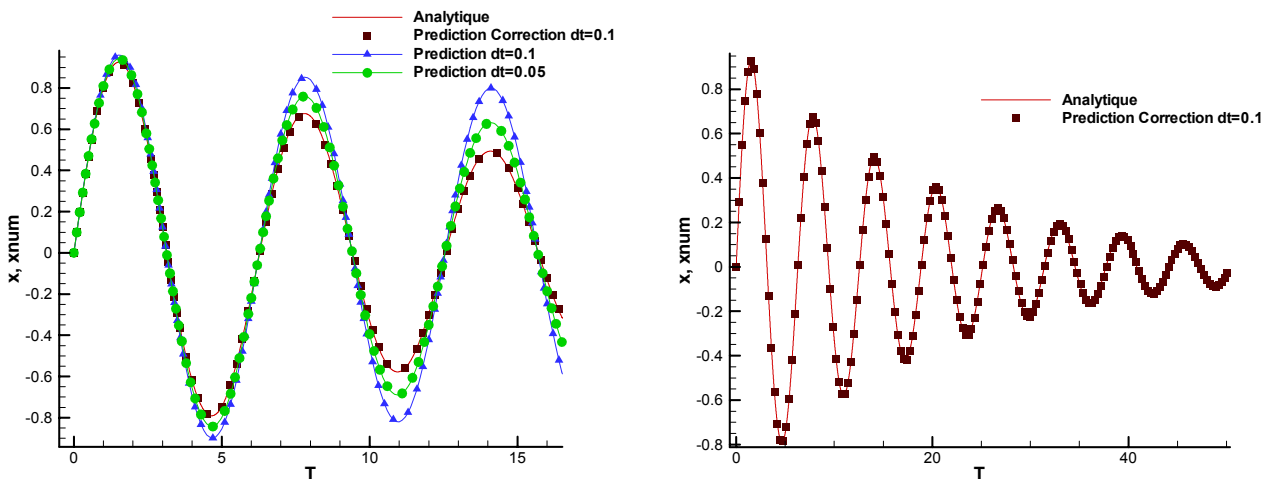 Analytique
Prediction Correction dt=0.1
Prediction dt=0.1
Prediction dt=0.05
x, xnum
0.8
0.6
0.4
0.2
0
-0.2
-0.4
-0.6
-0.8
0 5 10 15
T
Analytique
Prediction Correction dt=0.1
x, xnum
0.8
0.6
0.4
0.2
0
-0.2
-0.4
-0.6
-0.8
0 20 40
T